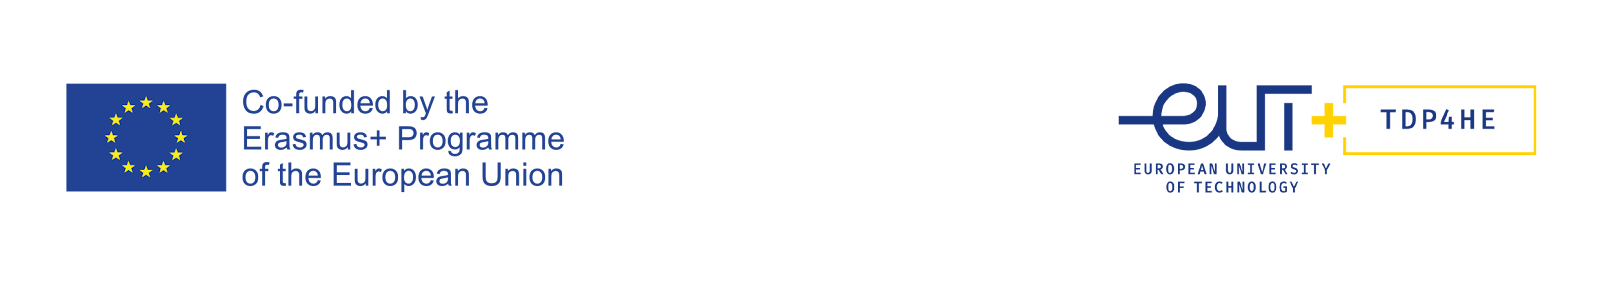 Co-funded by the
Erasmus+ Programme
of the European Union
eut+
TDP4HE
EUROPEAN UNIVERSITY
OF TECHNOLOGY